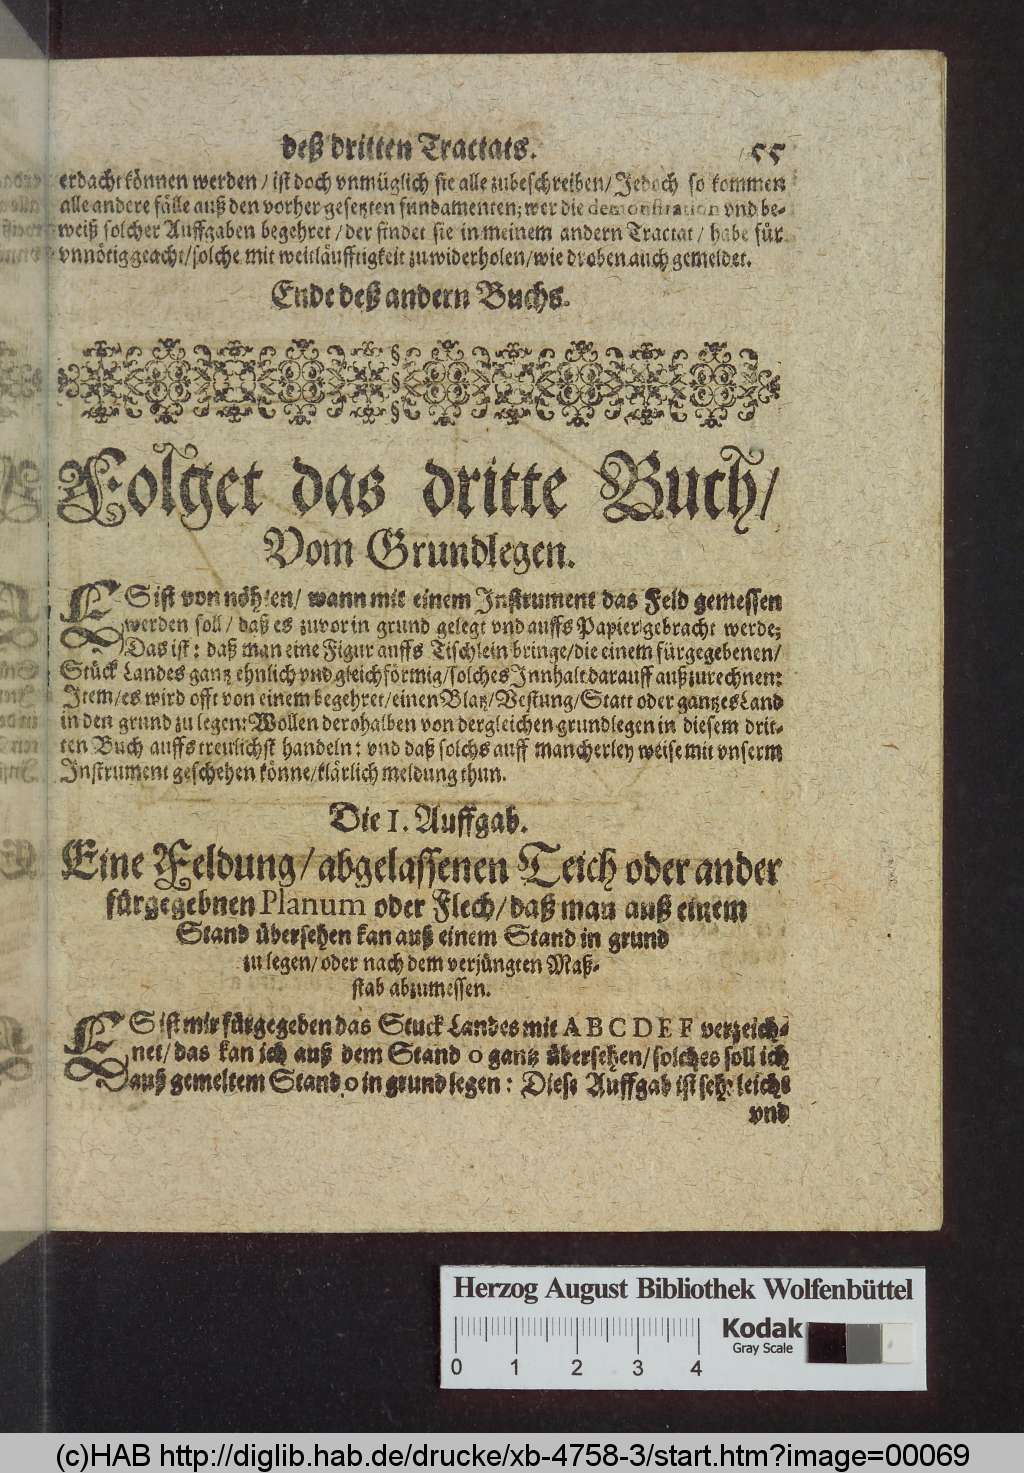 deß dritten Tractats. 55
erdacht können werden / ist doch vnmüglich sie alle zubeschreiben / Jedoch so kommen
alle andere fälle auß den vorher gesetzten fundamenten; wer die demonstration vnd be-
weiß solcher Auffgaben begehret / der findet sie in meinem andern Tractat / habe für
vnnötig geacht / solche mit weitläufftigkeit zuwiderholen / wie droben auch gemeldet.
Ende deß andern Buchs.
Folget das dritte Buch /
Vom Grundlegen.
ES ist von nöhten / wann mit einem Instrument das Feld gemessen
werden soll / daß es zuvor in grund gelegt vnd auffs Papier gebracht werde;
Das ist: daß man eine Figur auffs Tischlein bringe / die einem fürgegebenen /
Stück Landes gantz ehnlich vnd gleichförmig / solches Innhalt darauff außzurechnen:
Item / es wird offt von einem begehret / einen Blatz / Vestung / Statt oder gantzes Land
in den grund zu legen: Wollen derohalben von dergleichen grundlegen in diesem drit-
ten Buch auffs treulichst handeln: vnd daß solchs auff mancherley weise mit vnserm
Instrument geschehen könne / klärlich meldung thun.
Die 1. Auffgab.
Eine Feldung / abgelassenen Teich oder ander
fürgegebnen Planum oder Flech / daß man auß einem
Stand übersehen kan auß einem Stand in grund
zu legen / oder nach dem verjüngten Maß-
stab abzumessen.
ES ist mir fürgegeben das Stuck Landes mit A B C D E F verzeich-
net / das kan ich auß dem Stand o gantz übersehen / solches soll ich
auß gemeltem Stand o in grund legen: Diese Auffgab ist sehr leicht
vnd
Herzog August Bibliothek Wolfenbüttel
Kodak
Gray Scale
0 1 2 3 4
(c)HAB http://diglib.hab.de/drucke/xb-4758-3/start.htm?image=00069